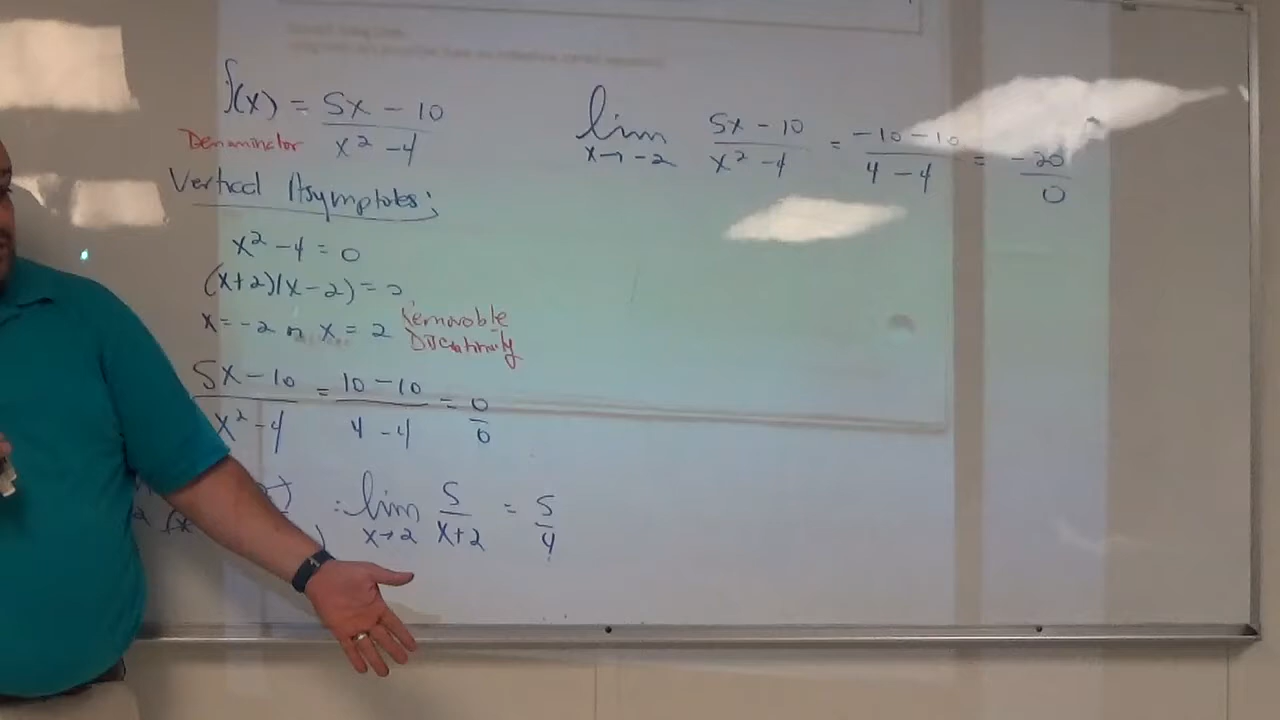 f(x) = (5x - 10)/(x² - 4)
Denominator
Vertical Asymptotes:
x² - 4 = 0
(x+2)(x-2) = 0
x = -2 or x = 2 Removable Discontinuity
(5x - 10)/(x² - 4) = (10 - 10)/(4 - 4) = 0/0
: lim x→2 5/(x+2) = 5/4
lim x→-2 (5x - 10)/(x² - 4) = (-10 - 10)/(4 - 4) = -20/0